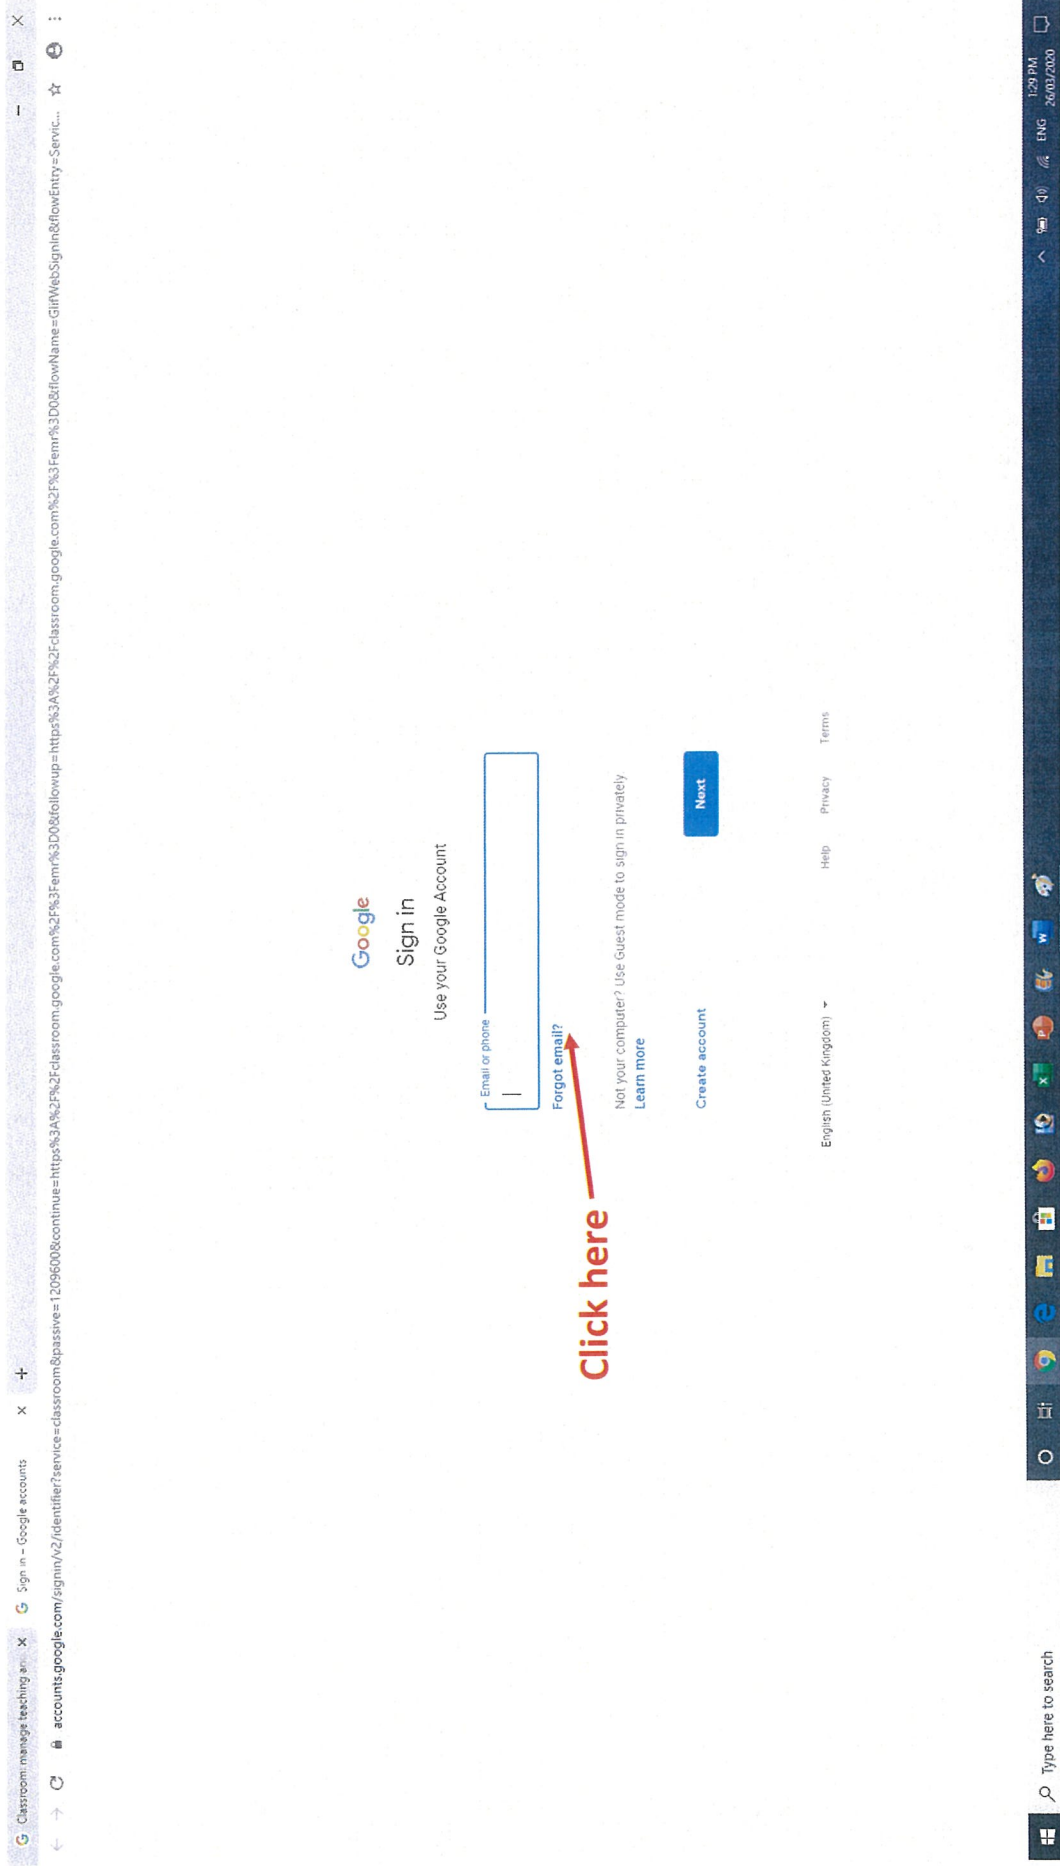 Classroom: manage teaching an
Sign in – Google accounts
accounts.google.com/signin/v2/identifier?service=classroom&passive=1209600&continue=https%3A%2F%2Fclassroom.google.com%2F%3Femr%3D0&followup=https%3A%2F%2Fclassroom.google.com%2F%3Femr%3D0&flowName=GlifWebSignIn&flowEntry=Servic...
Google
Sign in
Use your Google Account
Email or phone
Forgot email?
Click here
Not your computer? Use Guest mode to sign in privately.
Learn more
Create account
Next
English (United Kingdom)
Help
Privacy
Terms
Type here to search
ENG
1:29 PM
26/03/2020